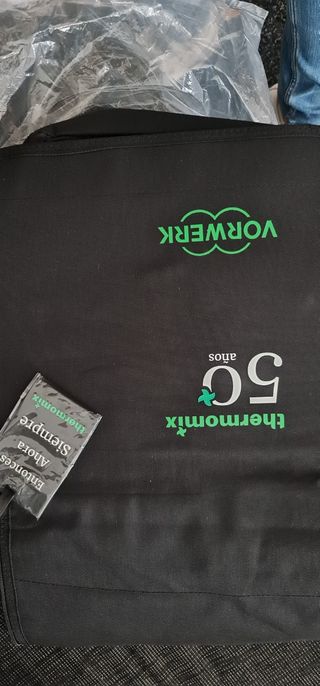 thermomix
50
años
VORWERK
Entonces
Ahora
Siempre
thermomix